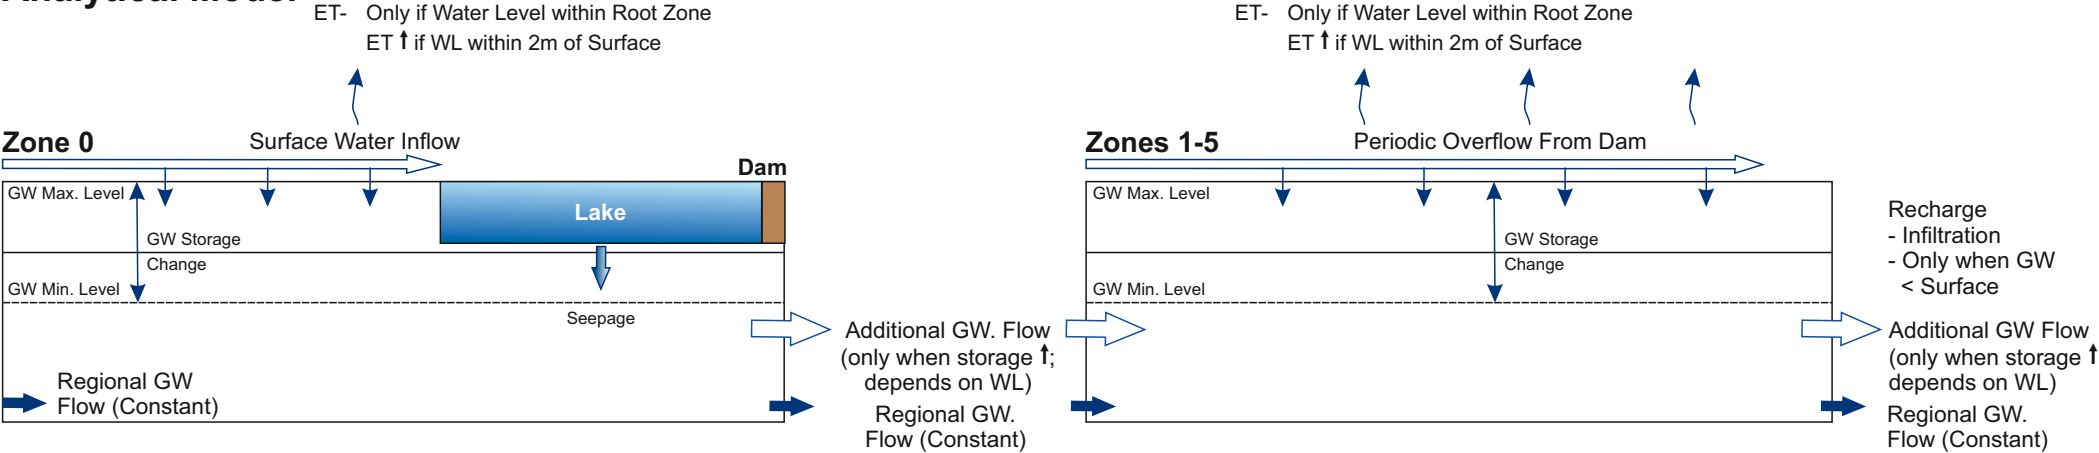 Analytical Model
ET- Only if Water Level within Root Zone
ET ↑ if WL within 2m of Surface
Zone 0
Surface Water Inflow
Dam
GW Max. Level
Lake
GW Storage
Change
GW Min. Level
Seepage
Regional GW
Flow (Constant)
Additional GW. Flow
(only when storage ↑;
depends on WL)
Regional GW.
Flow (Constant)
ET- Only if Water Level within Root Zone
ET ↑ if WL within 2m of Surface
Zones 1-5
Periodic Overflow From Dam
GW Max. Level
GW Storage
Change
GW Min. Level
Recharge
- Infiltration
- Only when GW
< Surface
Additional GW Flow
(only when storage ↑
depends on WL)
Regional GW.
Flow (Constant)